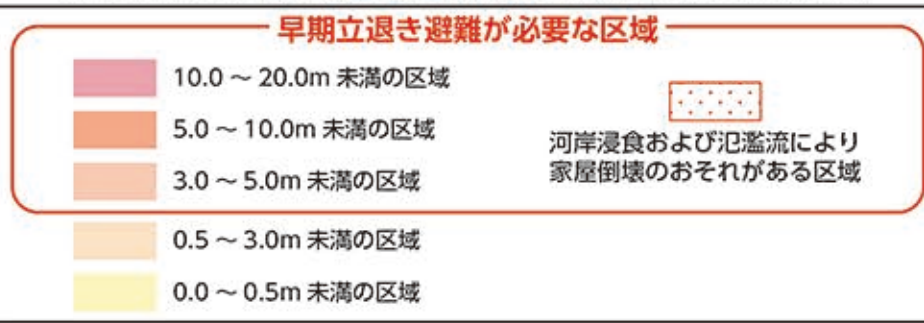 早期立退き避難が必要な区域
10.0 ～ 20.0m 未満の区域
5.0 ～ 10.0m 未満の区域
3.0 ～ 5.0m 未満の区域
河岸浸食および氾濫流により
家屋倒壊のおそれがある区域
0.5 ～ 3.0m 未満の区域
0.0 ～ 0.5m 未満の区域